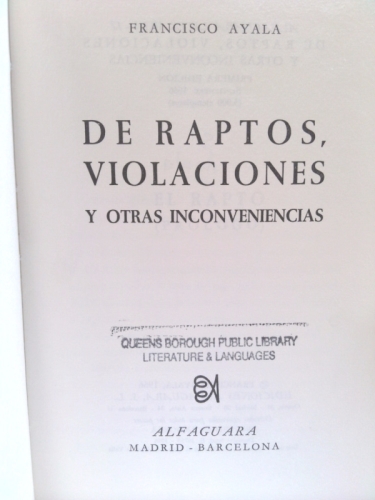 FRANCISCO AYALA
DE RAPTOS,
VIOLACIONES
Y OTRAS INCONVENIENCIAS
QUEENS BOROUGH PUBLIC LIBRARY
LITERATURE & LANGUAGES
ALFAGUARA
MADRID - BARCELONA